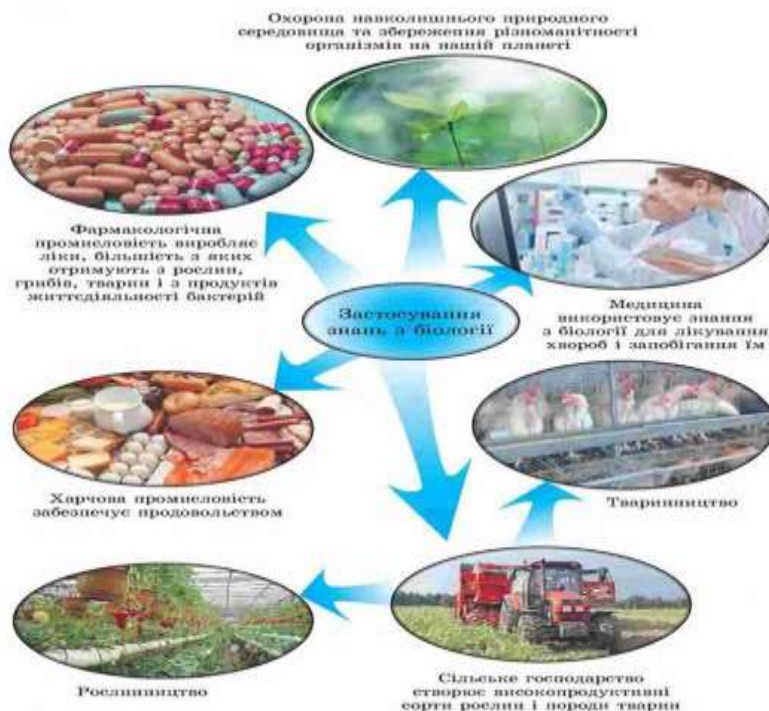 Охорона навколишнього природного
середовища та збереження різноманітності
організмів на нашій планеті
Фармакологічна
промисловість виробляє
ліки, більшість з яких
отримують з рослин,
грибів, тварин і з продуктів
життєдіяльності бактерій
Застосування
знань з біології
Медицина
використовує знання
з біології для лікування
хвороб і запобігання їм
Харчова промисловість
забезпечує продовольством
Тваринництво
Рослинництво
Сільське господарство
створює високопродуктивні
сорти рослин і породи тварин